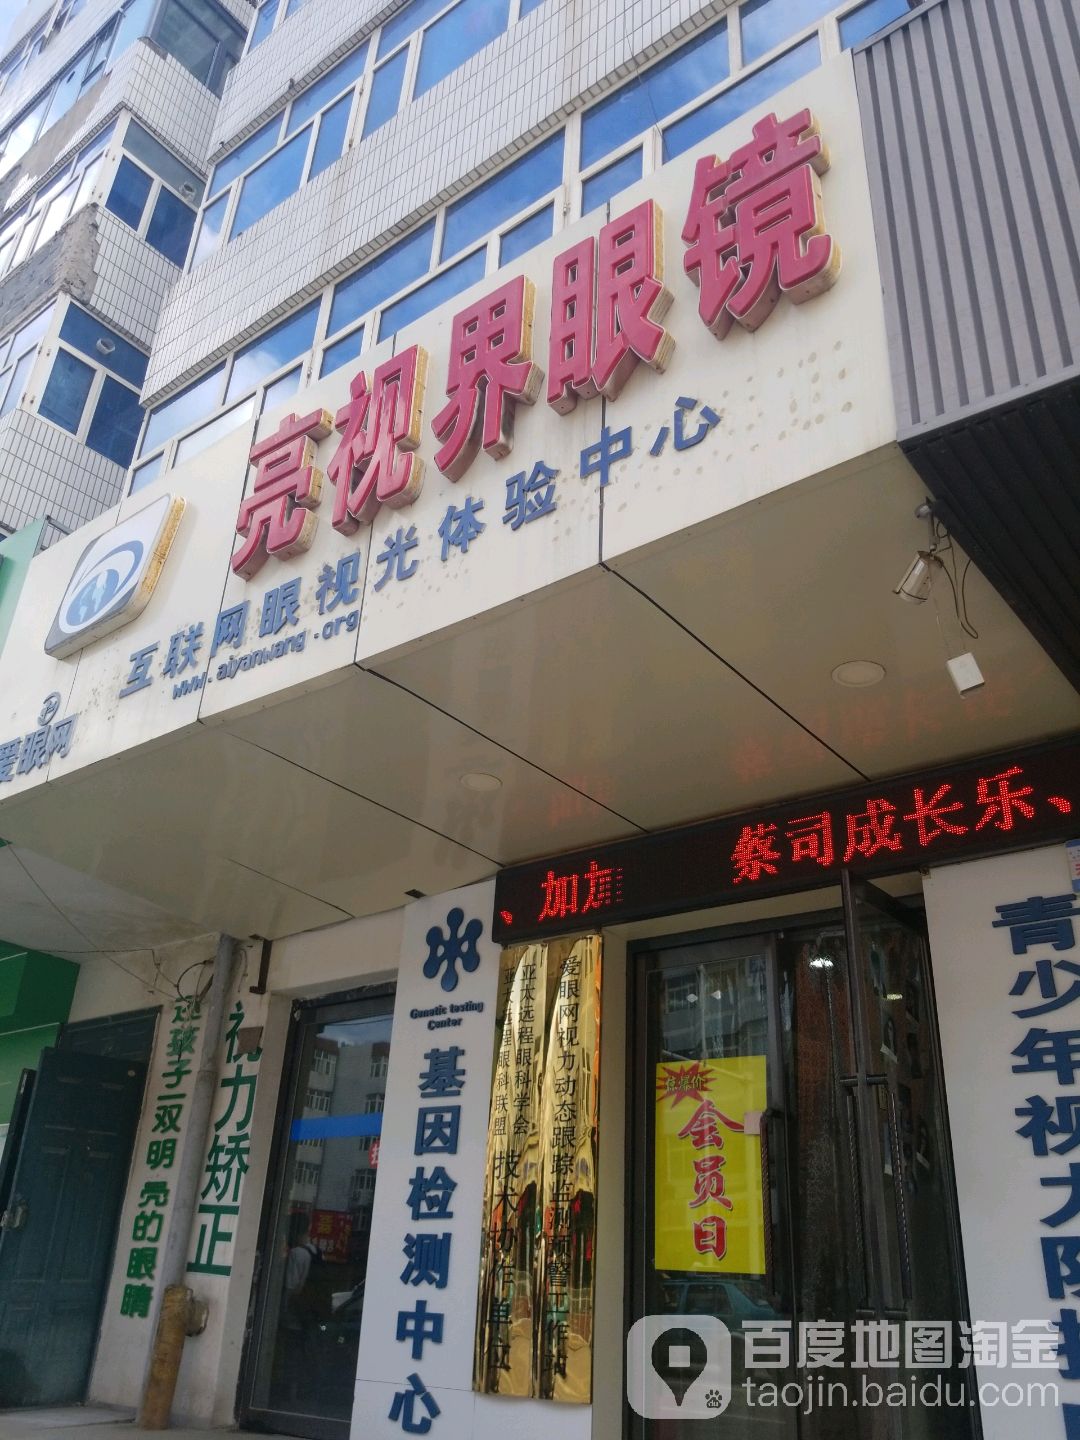 亮视界眼镜
互联网眼视光体验中心
www.aiyanwang.org
爱眼网
、加
蔡司成长乐、
还孩子一双明亮的眼睛
视力矫正
Genetic testing
Center
基因检测中心
亚太远程眼科学会
亚太远程眼科联盟
技术协作单位
爱眼网视力动态跟踪监测预警工作站
惊爆价
会员日
青少年视力防
百度地图淘金
taojin.baidu.com